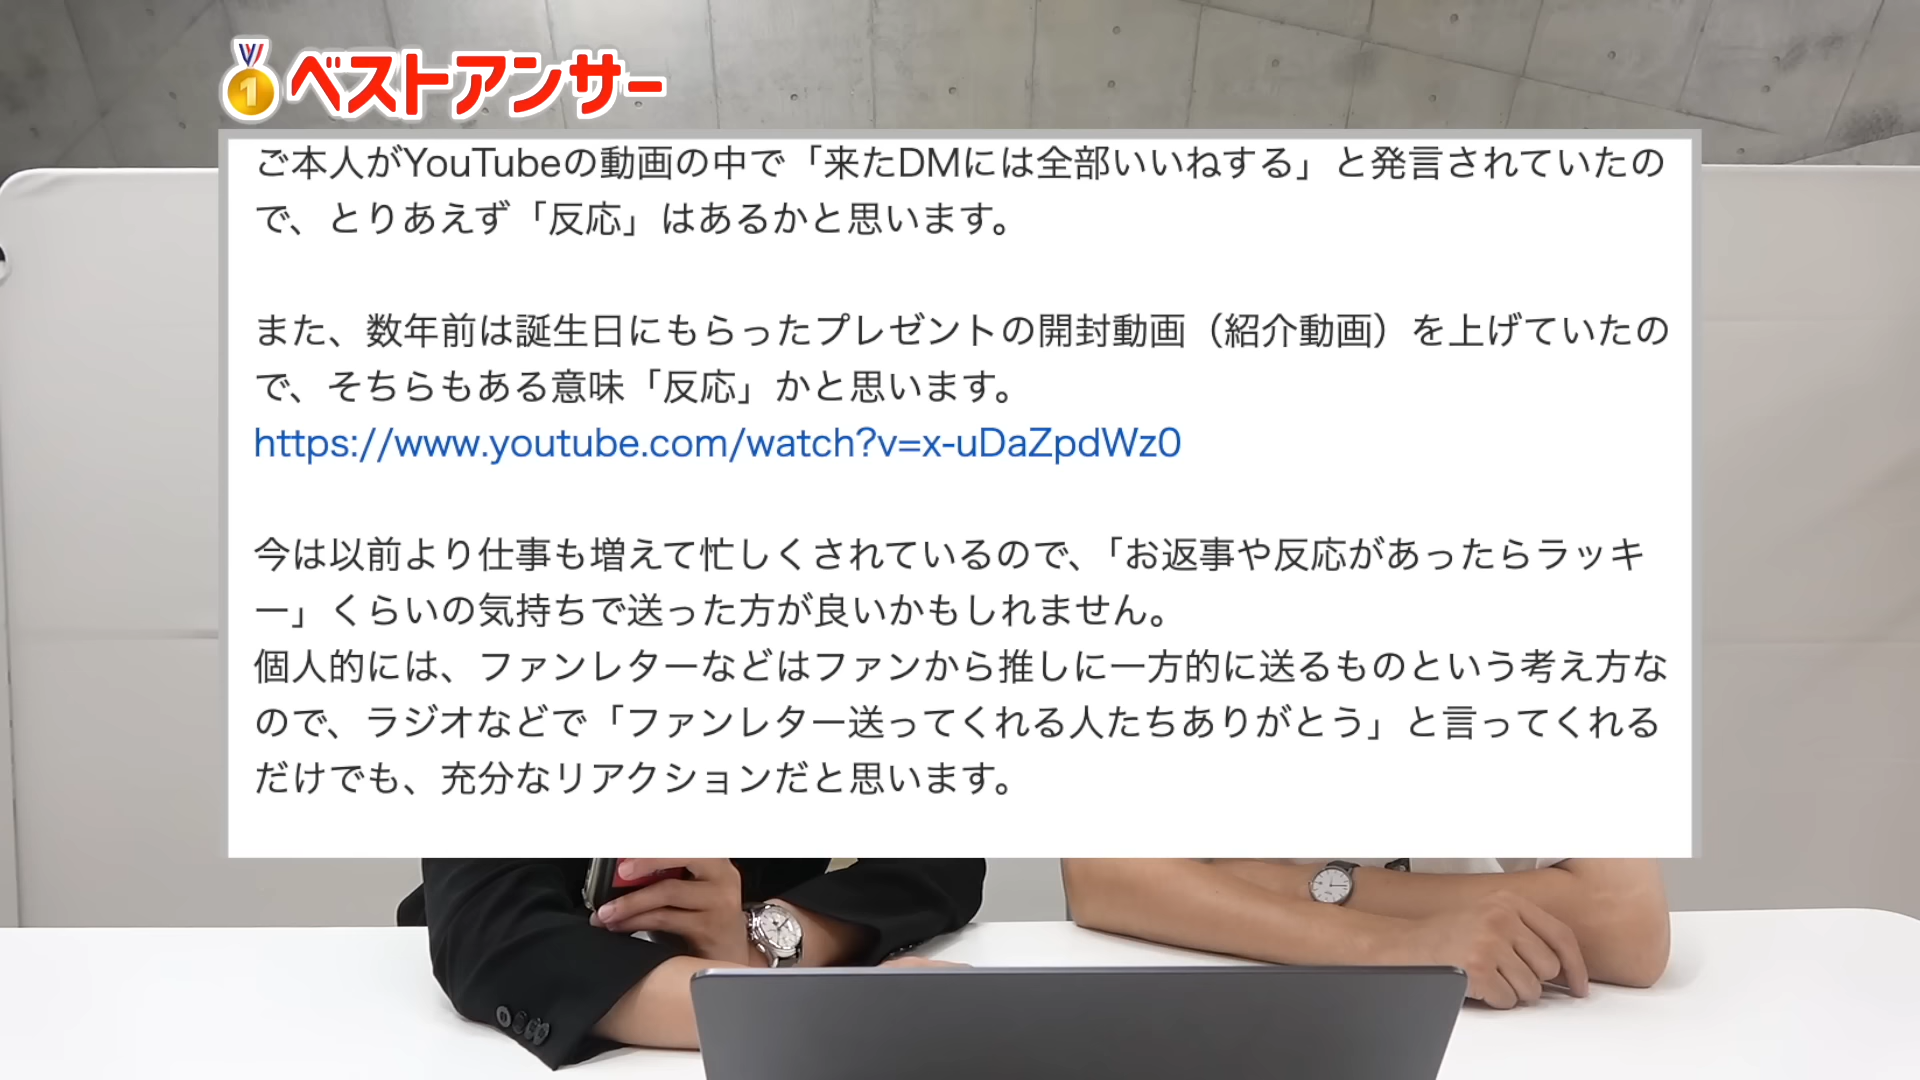 1
ベストアンサー
ご本人がYouTubeの動画の中で「来たDMには全部いいねする」と発言されていたの
で、とりあえず「反応」はあるかと思います。
また、数年前は誕生日にもらったプレゼントの開封動画（紹介動画）を上げていたの
で、そちらもある意味「反応」かと思います。
https://www.youtube.com/watch?v=x-uDaZpdWz0
今は以前より仕事も増えて忙しくされているので、「お返事や反応があったらラッキ
ー」くらいの気持ちで送った方が良いかもしれません。
個人的には、ファンレターなどはファンから推しに一方的に送るものという考え方な
ので、ラジオなどで「ファンレター送ってくれる人たちありがとう」と言ってくれる
だけでも、充分なリアクションだと思います。